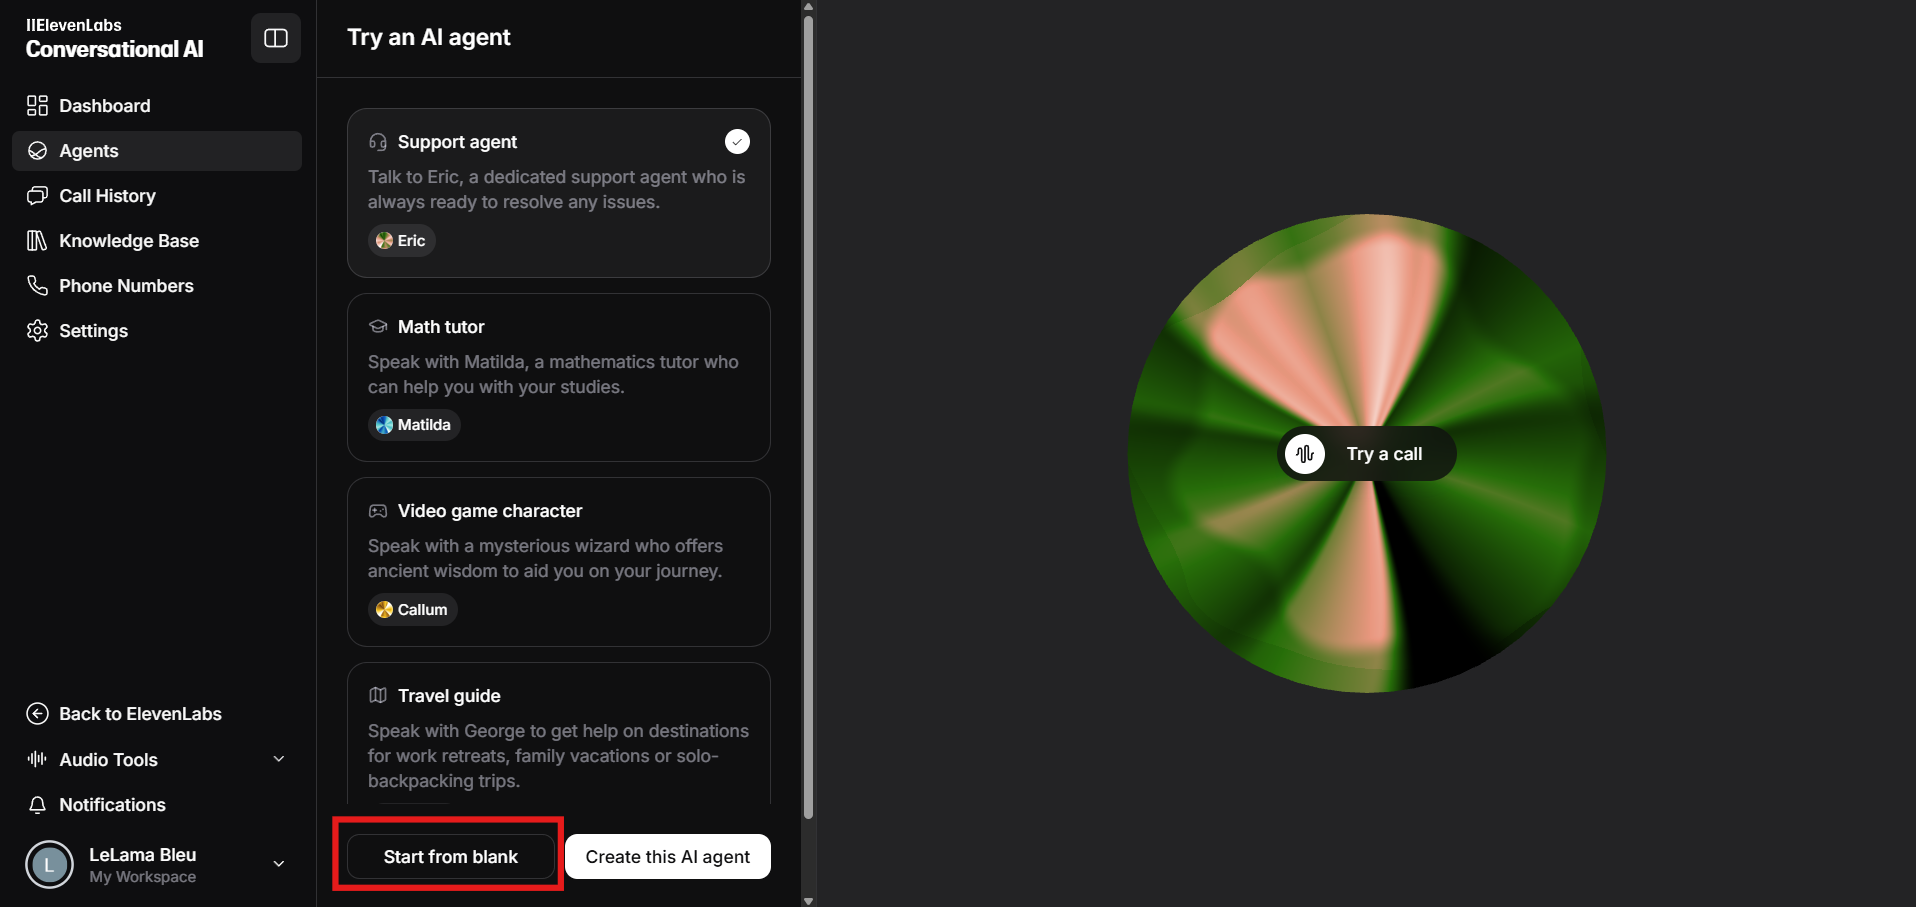 IIElevenLabs
Conversational AI
Dashboard
Agents
Call History
Knowledge Base
Phone Numbers
Settings
Back to ElevenLabs
Audio Tools
Notifications
L
LeLama Bleu
My Workspace
Try an AI agent
Support agent
Talk to Eric, a dedicated support agent who is
always ready to resolve any issues.
Eric
Math tutor
Speak with Matilda, a mathematics tutor who
can help you with your studies.
Matilda
Video game character
Speak with a mysterious wizard who offers
ancient wisdom to aid you on your journey.
Callum
Travel guide
Speak with George to get help on destinations
for work retreats, family vacations or solo-
backpacking trips.
Start from blank
Create this AI agent
Try a call